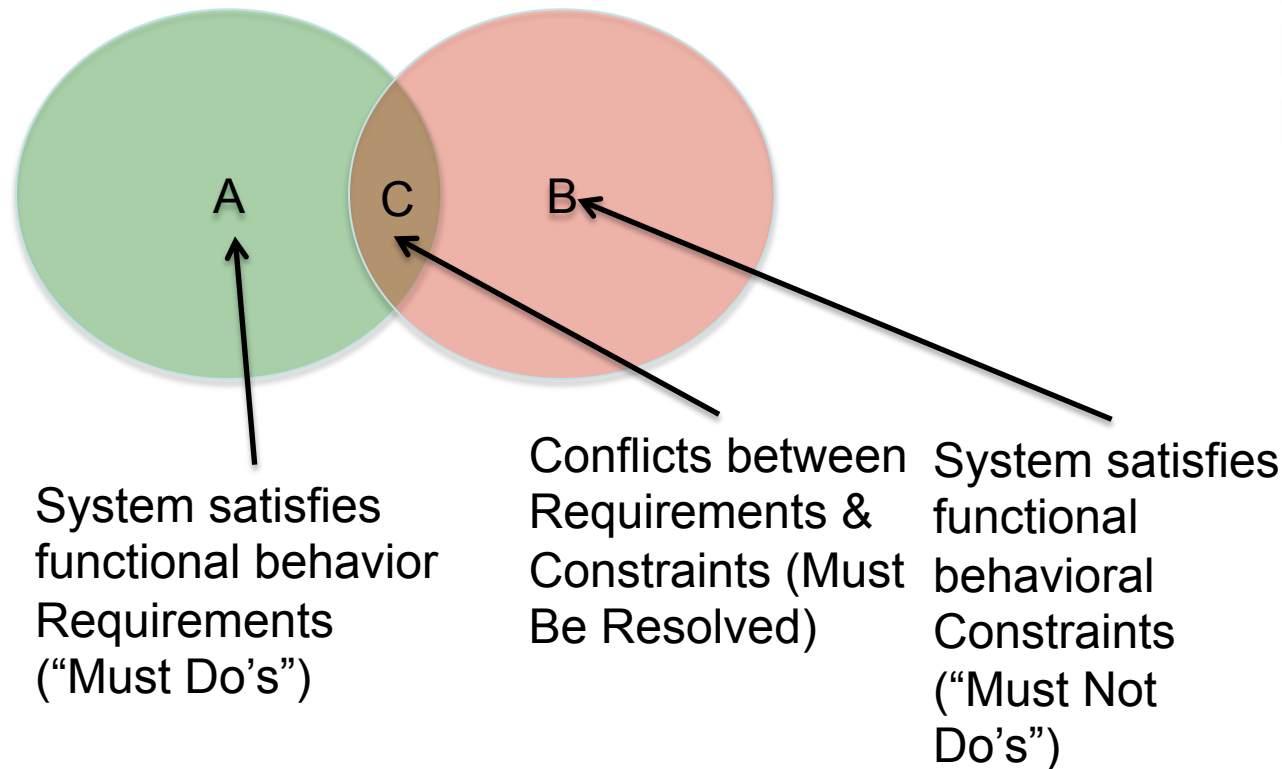 A
C
B
System satisfies
functional behavior
Requirements
(“Must Do’s”)
Conflicts between
Requirements &
Constraints (Must
Be Resolved)
System satisfies
functional
behavioral
Constraints
(“Must Not
Do’s”)